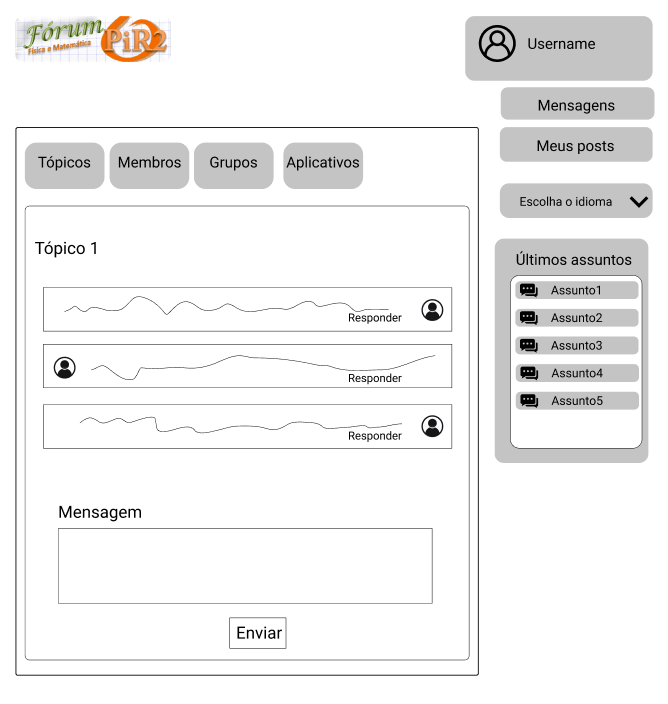 Fórum
Física e Matemática
PiR2
Username
Mensagens
Meus posts
Escolha o idioma
Tópicos
Membros
Grupos
Aplicativos
Tópico 1
Responder
Responder
Responder
Mensagem
Enviar
Últimos assuntos
Assunto1
Assunto2
Assunto3
Assunto4
Assunto5